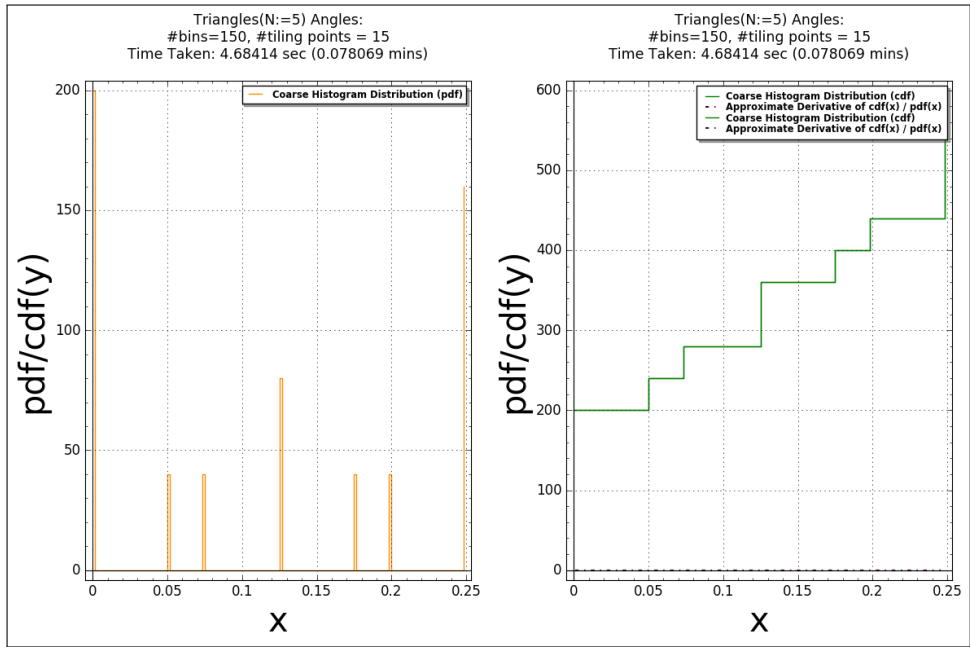 Triangles(N:=5) Angles:
#bins=150, #tiling points = 15
Time Taken: 4.68414 sec (0.078069 mins)
Coarse Histogram Distribution (pdf)
200
150
100
50
0
pdf/cdf(y)
0 0.05 0.1 0.15 0.2 0.25
x
Triangles(N:=5) Angles:
#bins=150, #tiling points = 15
Time Taken: 4.68414 sec (0.078069 mins)
Coarse Histogram Distribution (cdf)
Approximate Derivative of cdf(x) / pdf(x)
Coarse Histogram Distribution (cdf)
Approximate Derivative of cdf(x) / pdf(x)
600
500
400
300
200
100
0
pdf/cdf(y)
0 0.05 0.1 0.15 0.2 0.25
x